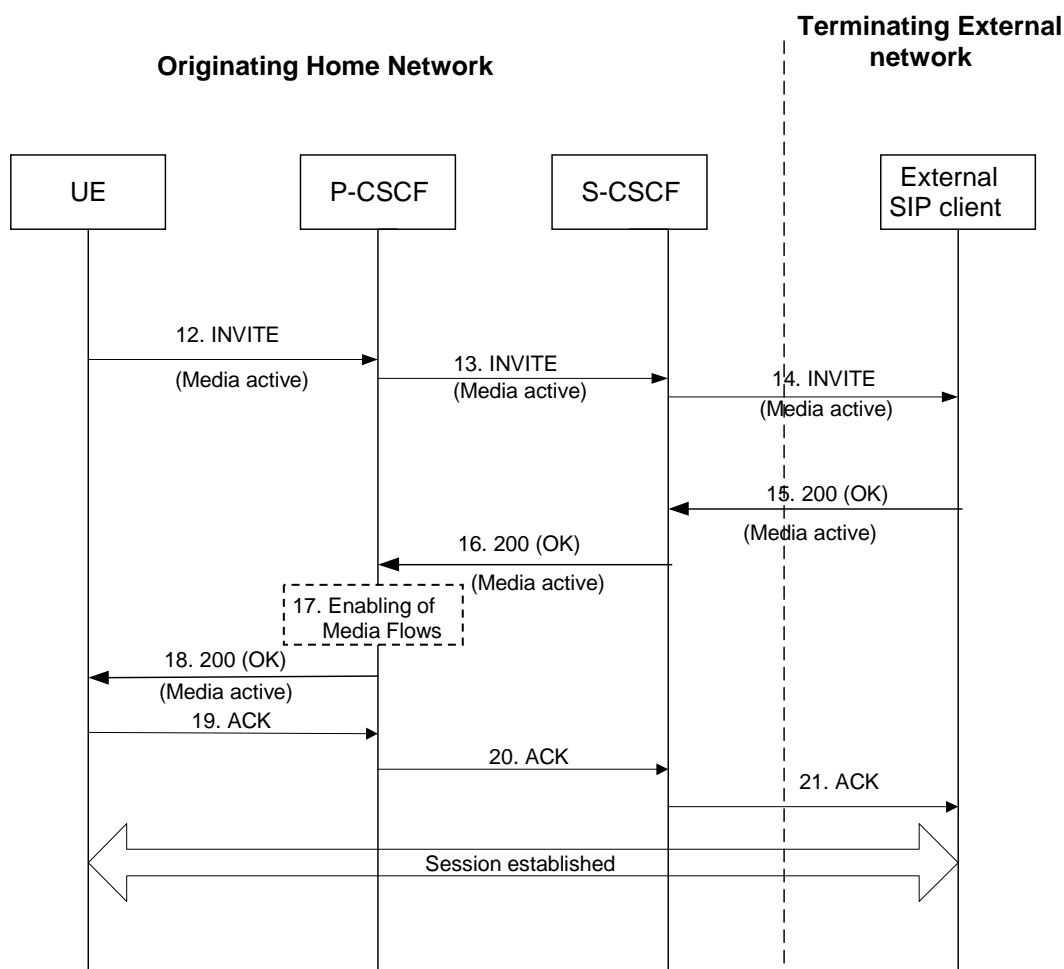 Terminating External
network
Originating Home Network
UE
P-CSCF
S-CSCF
External
SIP client
12. INVITE
(Media active)
13. INVITE
(Media active)
14. INVITE
(Media active)
15. 200 (OK)
(Media active)
16. 200 (OK)
(Media active)
17. Enabling of
Media Flows
18. 200 (OK)
(Media active)
19. ACK
20. ACK
21. ACK
Session established